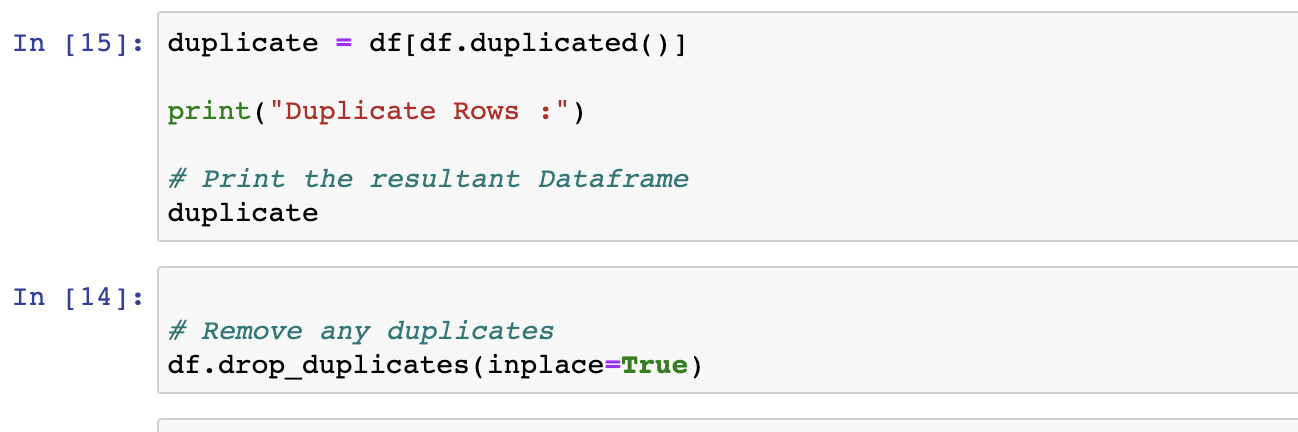 In [15]: duplicate = df[df.duplicated()]
print("Duplicate Rows :")
# Print the resultant Dataframe
duplicate
In [14]:
# Remove any duplicates
df.drop_duplicates(inplace=True)